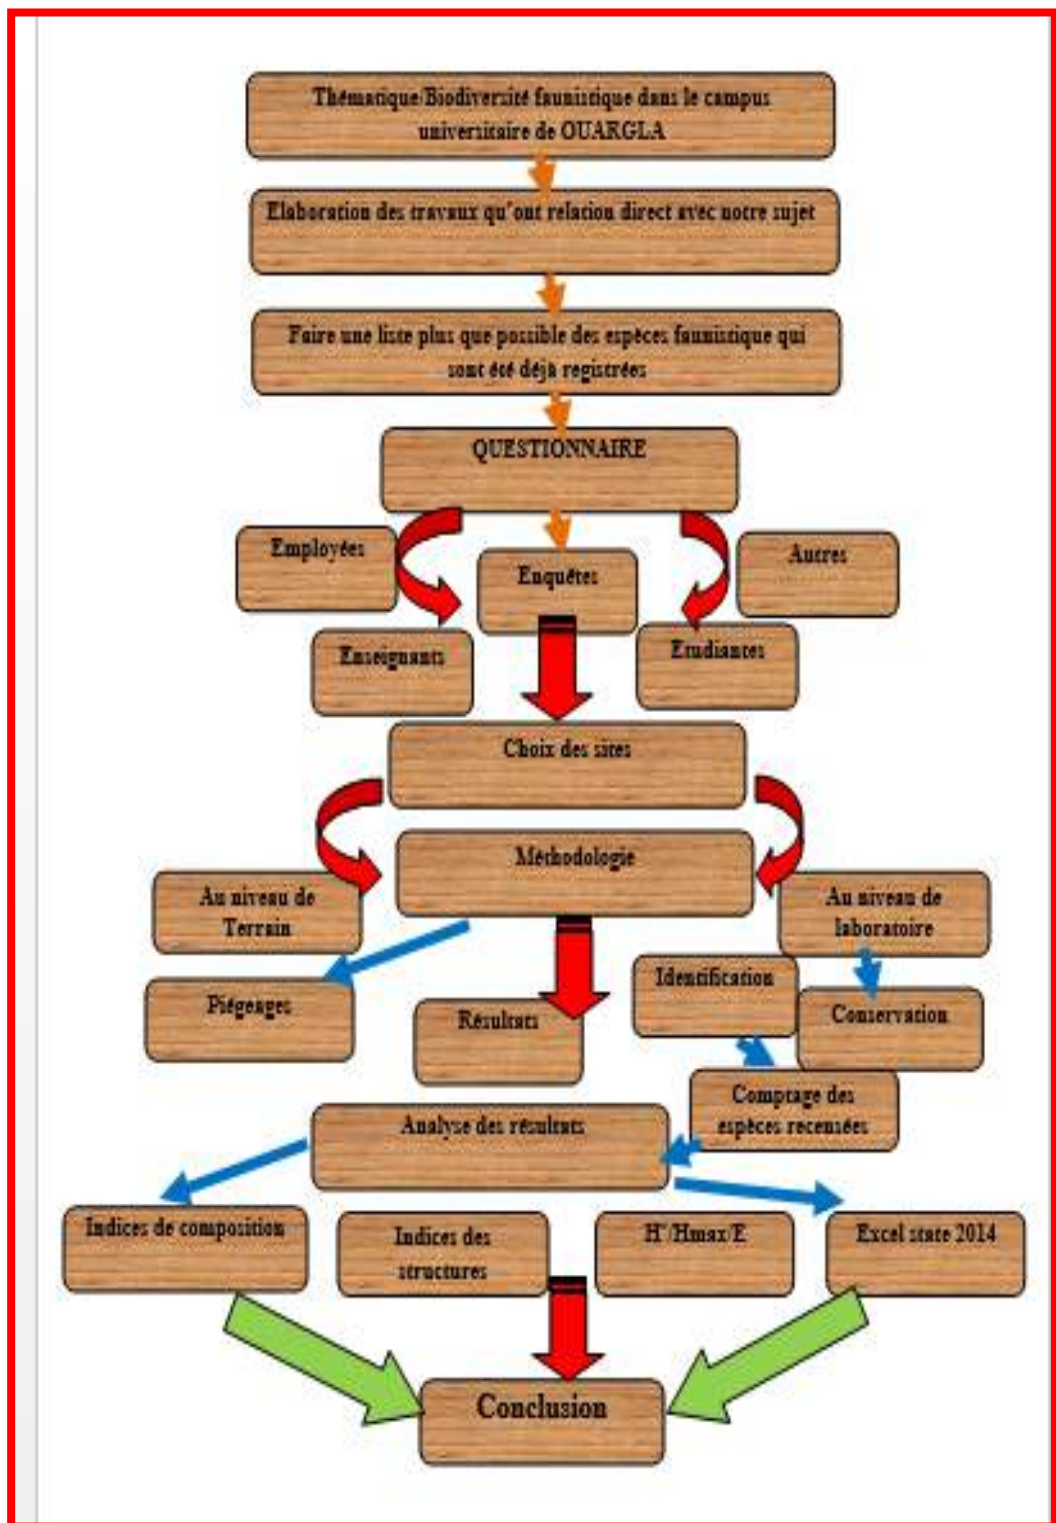 Thématique/Biodiversité faunistique dans le campus
universitaire de OUARGLA
Elaboration des travaux qu'ont relation direct avec notre sujet
Faire une liste plus que possible des espèces faunistique qui
sont été déjà registrées
QUESTIONNAIRE
Employées
Enquêtes
Autres
Enseignants
Etudiantes
Choix des sites
Méthodologie
Au niveau de
Terrain
Au niveau de
laboratoire
Piégeages
Résultats
Identification
Conservation
Comptage des
espèces recensées
Analyse des résultats
Indices de composition
Indices des
structures
H'/Hmax/E
Excel state 2014
Conclusion